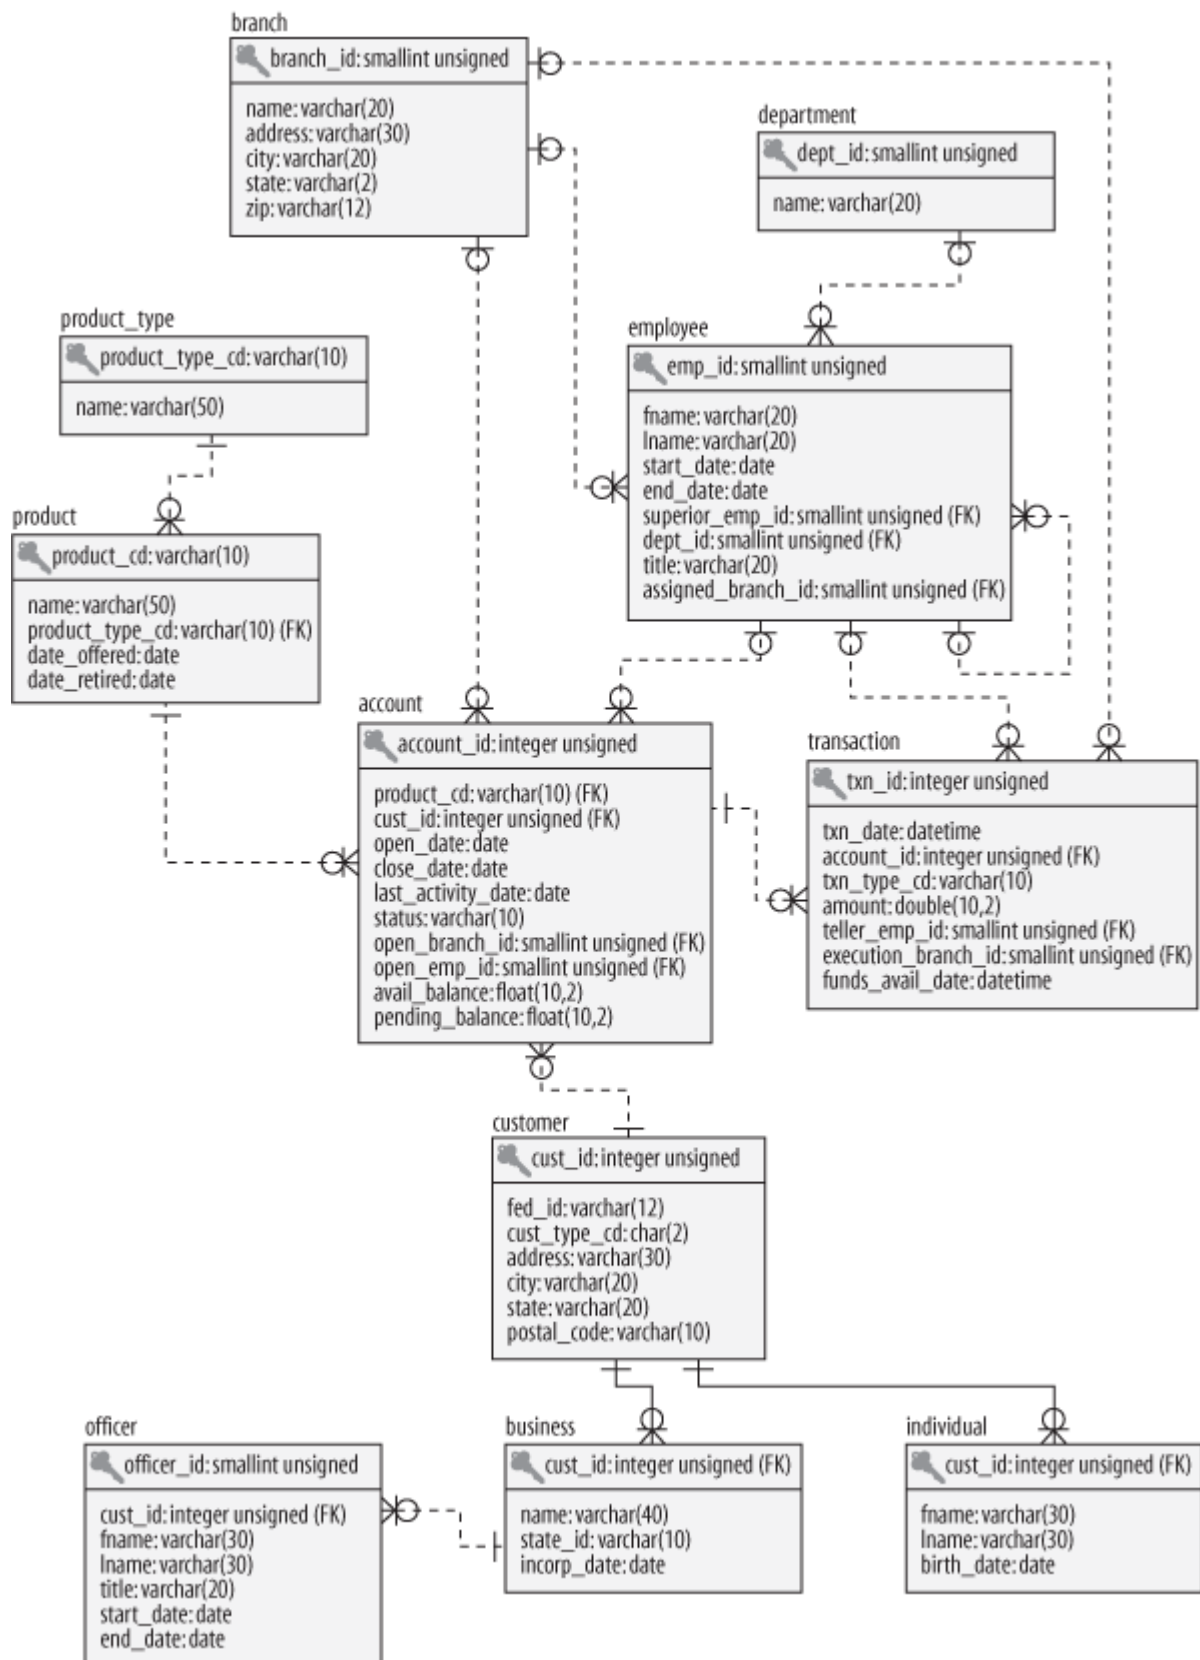 branch
branch_id: smallint unsigned
name: varchar(20)
address: varchar(30)
city: varchar(20)
state: varchar(2)
zip: varchar(12)
department
dept_id: smallint unsigned
name: varchar(20)
product_type
product_type_cd: varchar(10)
name: varchar(50)
employee
emp_id: smallint unsigned
fname: varchar(20)
lname: varchar(20)
start_date: date
end_date: date
superior_emp_id: smallint unsigned (FK)
dept_id: smallint unsigned (FK)
title: varchar(20)
assigned_branch_id: smallint unsigned (FK)
product
product_cd: varchar(10)
name: varchar(50)
product_type_cd: varchar(10) (FK)
date_offered: date
date_retired: date
account
account_id: integer unsigned
product_cd: varchar(10) (FK)
cust_id: integer unsigned (FK)
open_date: date
close_date: date
last_activity_date: date
status: varchar(10)
open_branch_id: smallint unsigned (FK)
open_emp_id: smallint unsigned (FK)
avail_balance: float(10,2)
pending_balance: float(10,2)
transaction
txn_id: integer unsigned
txn_date: datetime
account_id: integer unsigned (FK)
txn_type_cd: varchar(10)
amount: double(10,2)
teller_emp_id: smallint unsigned (FK)
execution_branch_id: smallint unsigned (FK)
funds_avail_date: datetime
customer
cust_id: integer unsigned
fed_id: varchar(12)
cust_type_cd: char(2)
address: varchar(30)
city: varchar(20)
state: varchar(20)
postal_code: varchar(10)
officer
officer_id: smallint unsigned
cust_id: integer unsigned (FK)
fname: varchar(30)
lname: varchar(30)
title: varchar(20)
start_date: date
end_date: date
business
cust_id: integer unsigned (FK)
name: varchar(40)
state_id: varchar(10)
incorp_date: date
individual
cust_id: integer unsigned (FK)
fname: varchar(30)
lname: varchar(30)
birth_date: date